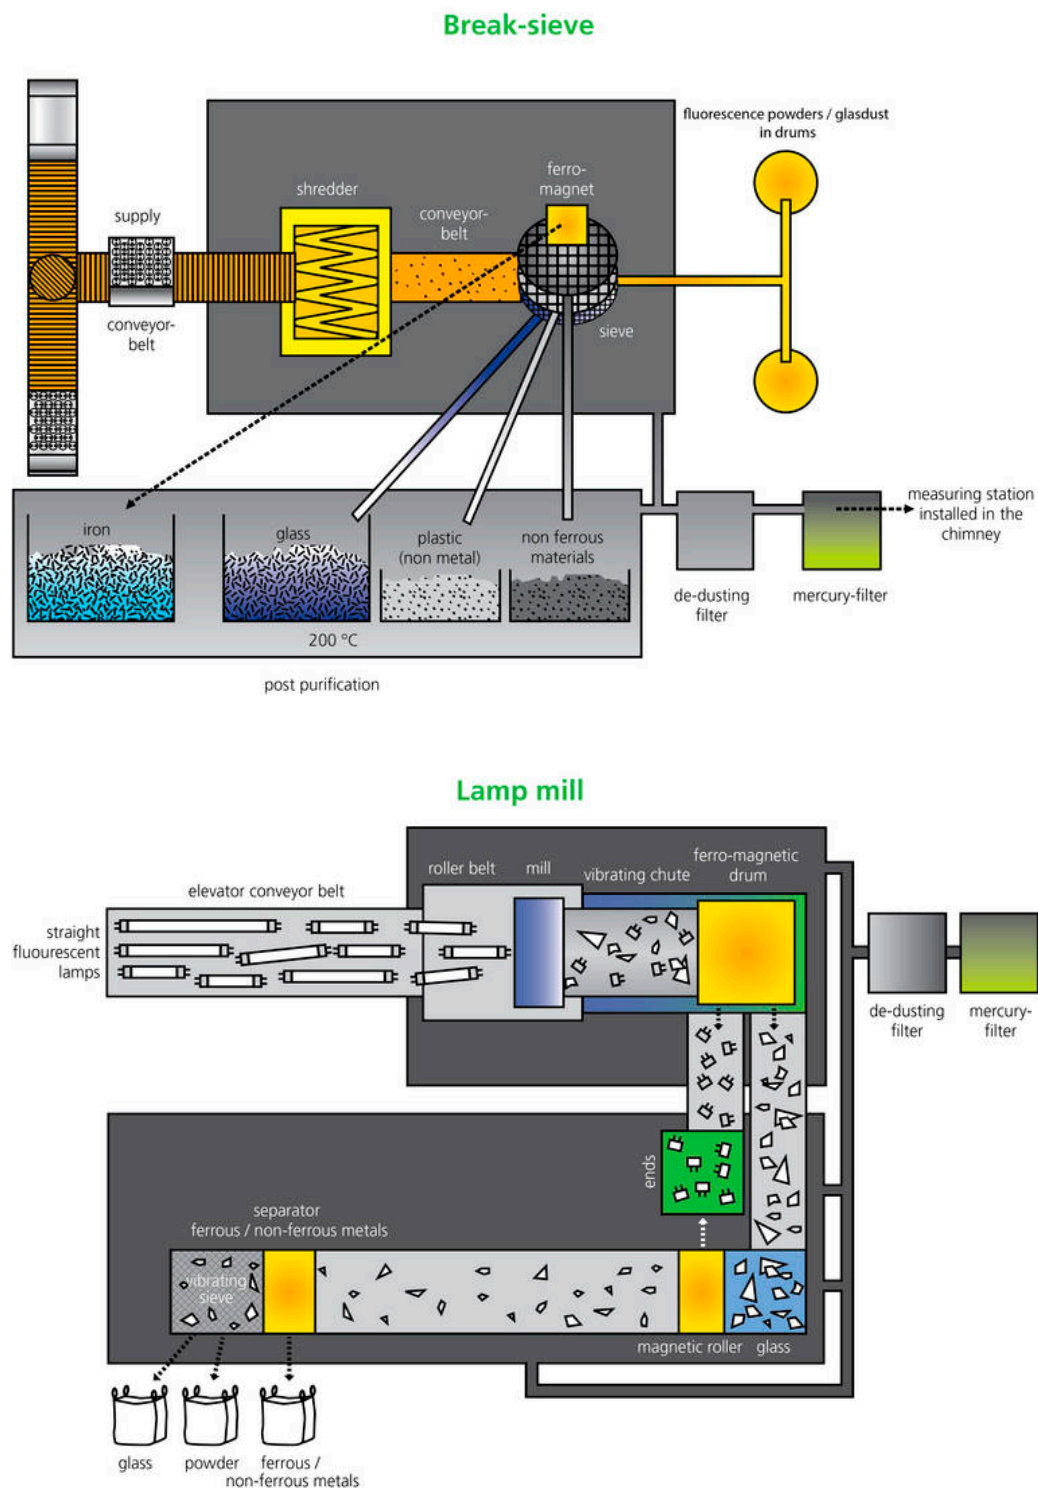 Break-sieve
fluorescence powders / glasdust
in drums
ferro-
magnet
shredder
conveyor-
belt
supply
conveyor-
belt
sieve
measuring station
installed in the
chimney
iron
glass
plastic
(non metal)
non ferrous
materials
de-dusting
filter
mercury-filter
200 °C
post purification
Lamp mill
elevator conveyor belt
roller belt
mill
vibrating chute
ferro-magnetic
drum
straight
fluourescent
lamps
de-dusting
filter
mercury-
filter
ends
separator
ferrous / non-ferrous metals
vibrating
sieve
magnetic roller
glass
glass
powder
ferrous /
non-ferrous metals